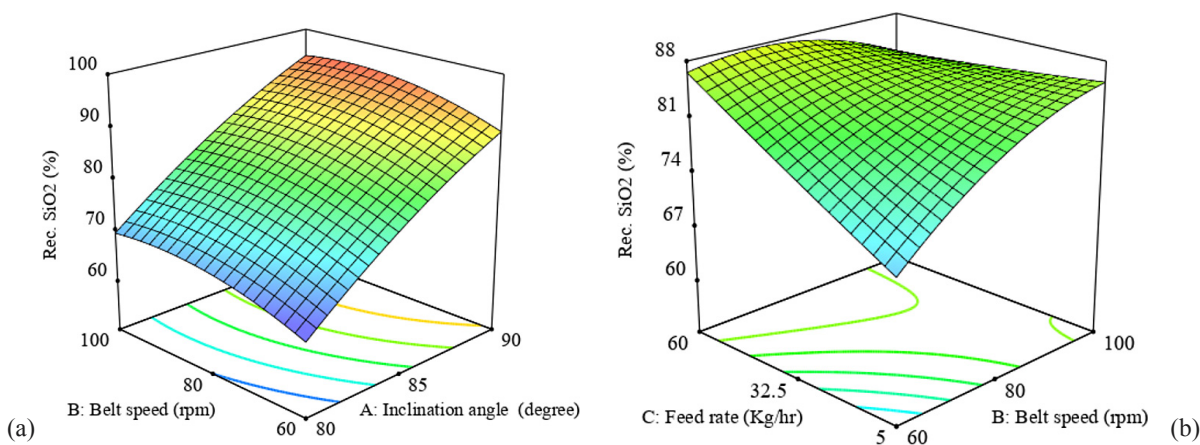 100
90
80
70
60
Rec. SiO2 (%)
100
80
60
80
85
90
B: Belt speed (rpm)
A: Inclination angle (degree)
(a)
88
81
74
67
60
Rec. SiO2 (%)
60
32.5
5
60
80
100
C: Feed rate (Kg/hr)
B: Belt speed (rpm)
(b)